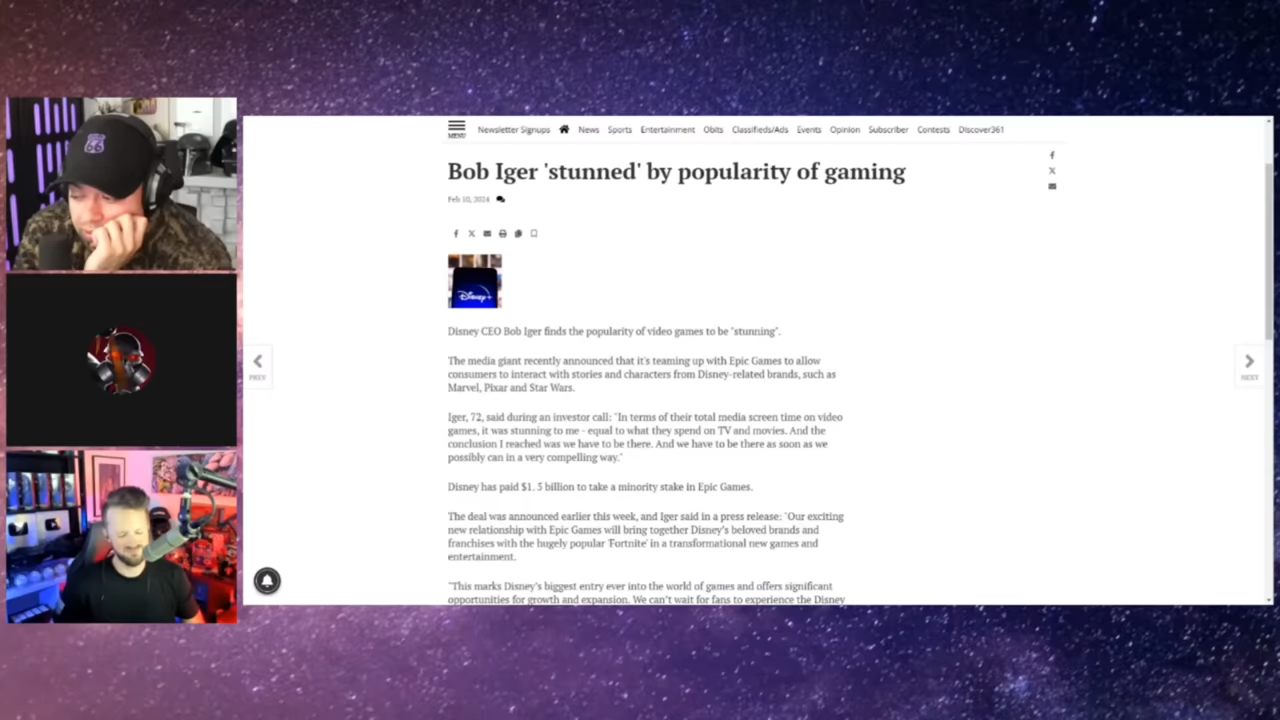 MENU
Newsletter Signups News Sports Entertainment Obits Classifieds/Ads Events Opinion Subscriber Contests Discover361
Bob Iger 'stunned' by popularity of gaming
Feb 10, 2024
Disney+
Disney CEO Bob Iger finds the popularity of video games to be "stunning".
The media giant recently announced that it's teaming up with Epic Games to allow
consumers to interact with stories and characters from Disney-related brands, such as
Marvel, Pixar and Star Wars.
Iger, 72, said during an investor call: "In terms of their total media screen time on video
games, it was stunning to me - equal to what they spend on TV and movies. And the
conclusion I reached was we have to be there. And we have to be there as soon as we
possibly can in a very compelling way."
Disney has paid $1. 5 billion to take a minority stake in Epic Games.
The deal was announced earlier this week, and Iger said in a press release: "Our exciting
new relationship with Epic Games will bring together Disney's beloved brands and
franchises with the hugely popular 'Fortnite' in a transformational new games and
entertainment.
"This marks Disney's biggest entry ever into the world of games and offers significant
opportunities for growth and expansion. We can't wait for fans to experience the Disney
PREV
NEXT
66